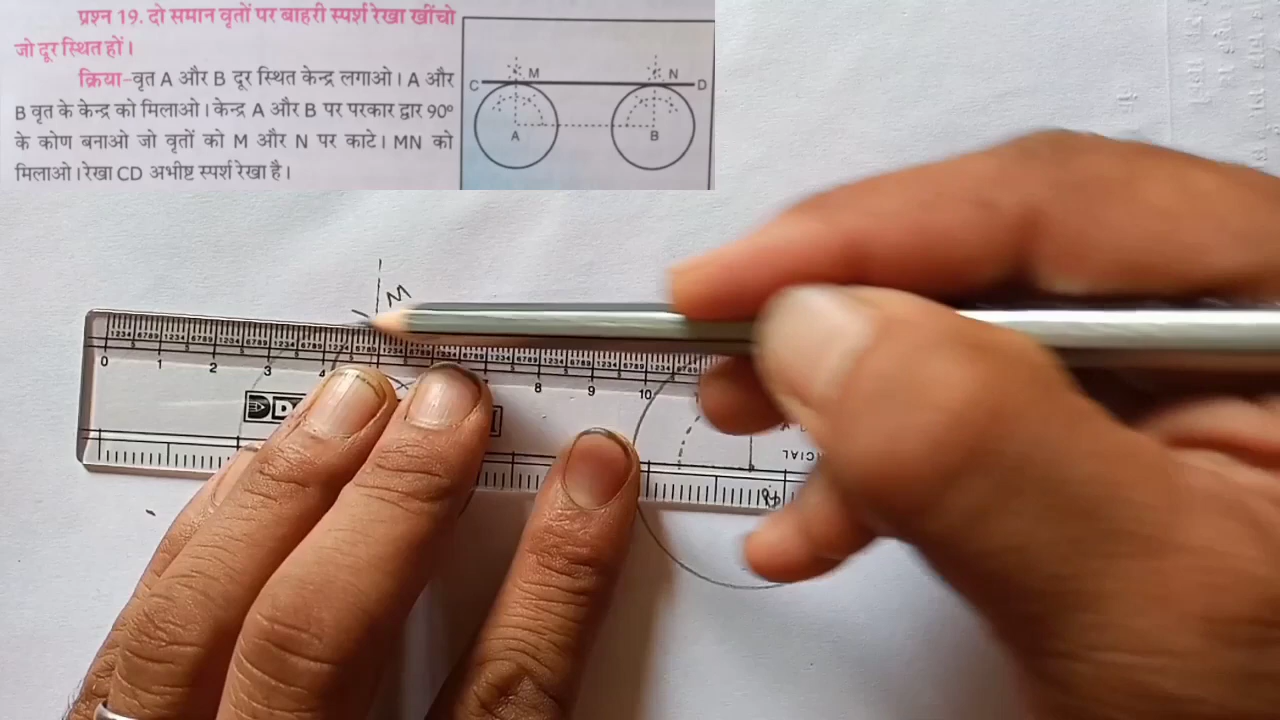 प्रश्न 19. दो समान वृतों पर बाहरी स्पर्श रेखा खींचो
जो दूर स्थित हों।
क्रिया-वृत A और B दूर स्थित केन्द्र लगाओ। A और
B वृत के केन्द्र को मिलाओ। केन्द्र A और B पर परकार द्वार 90°
के कोण बनाओ जो वृतों को M और N पर काटे। MN को
मिलाओ। रेखा CD अभीष्ट स्पर्श रेखा है।
C M N D
A B
M
0 1 2 3 4 8 9 10